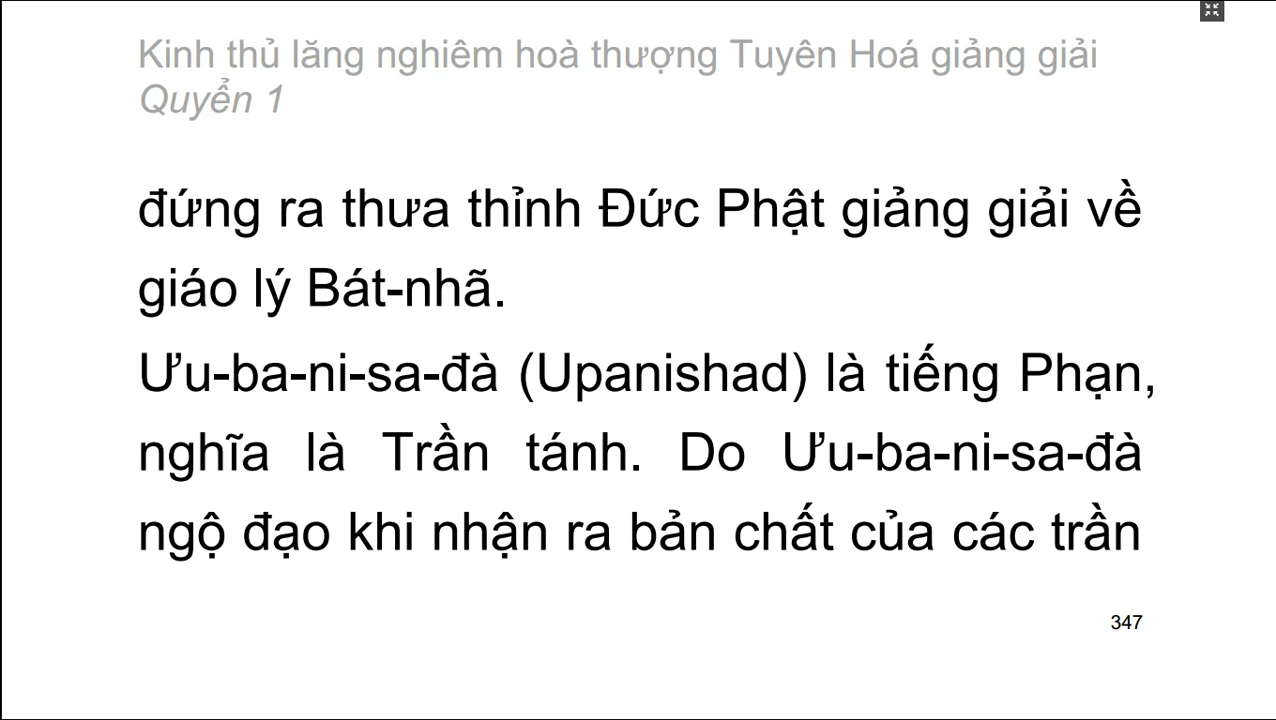 Kinh thủ lăng nghiêm hoà thượng Tuyên Hoá giảng giải
Quyển 1
đứng ra thưa thỉnh Đức Phật giảng giải về
giáo lý Bát-nhã.
Ưu-ba-ni-sa-đà (Upanishad) là tiếng Phạn,
nghĩa là Trần tánh. Do Ưu-ba-ni-sa-đà
ngộ đạo khi nhận ra bản chất của các trần
347